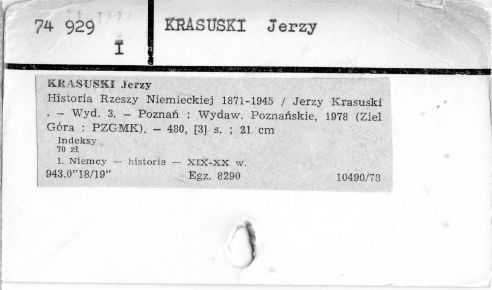 74 929
I
KRASUSKI Jerzy
KRASUSKI Jerzy
Historia Rzeszy Niemieckiej 1871-1945 / Jerzy Krasuski
. — Wyd. 3. — Poznań : Wydaw. Poznańskie, 1978 (Ziel
Góra : PZGMK). — 480, [3] s. ; 21 cm
Indeksy
70 zł
1. Niemcy — historia — XIX-XX w.
943.0"18/19" Egz. 8290 10490/78